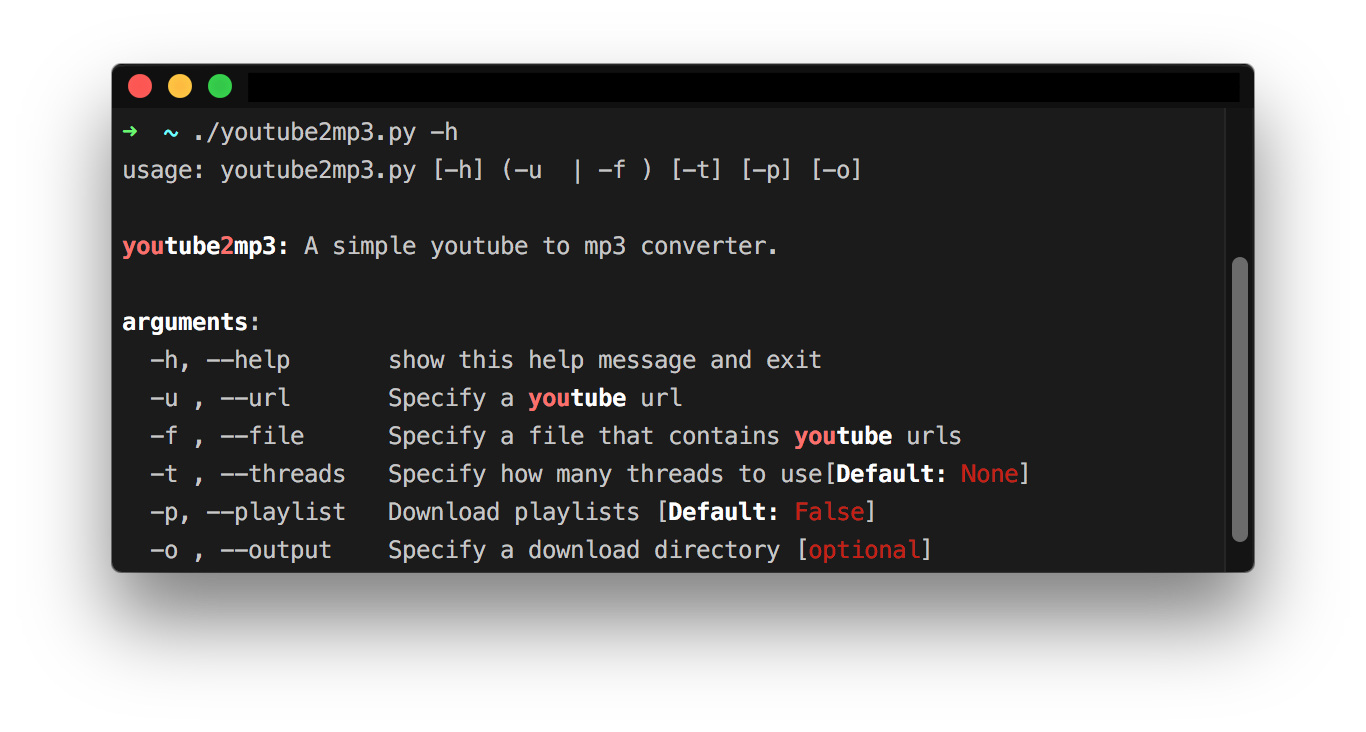 ➜ ~ ./youtube2mp3.py -h
usage: youtube2mp3.py [-h] (-u  | -f ) [-t] [-p] [-o]
youtube2mp3: A simple youtube to mp3 converter.
arguments:
-h, --help show this help message and exit
-u , --url Specify a youtube url
-f , --file Specify a file that contains youtube urls
-t , --threads Specify how many threads to use[Default: None]
-p, --playlist Download playlists [Default: False]
-o , --output Specify a download directory [optional]